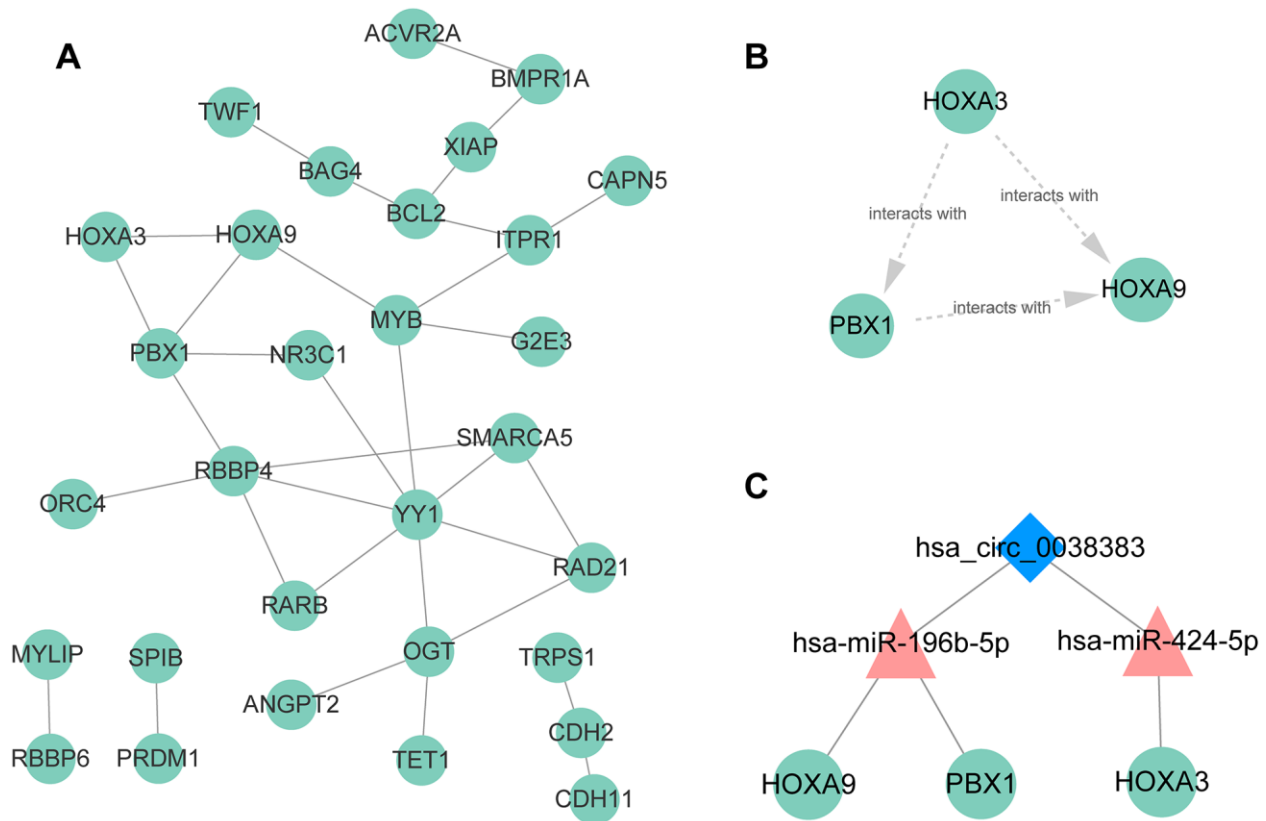 A
ACVR2A
BMPR1A
TWF1
XIAP
BAG4
CAPN5
BCL2
HOXA3
HOXA9
ITPR1
MYB
G2E3
PBX1
NR3C1
SMARCA5
RBBP4
ORC4
YY1
RAD21
RARB
MYLIP
SPIB
OGT
TRPS1
ANGPT2
CDH2
RBBP6
PRDM1
TET1
CDH11
B
HOXA3
interacts with
interacts with
HOXA9
interacts with
PBX1
C
hsa_circ_0038383
hsa-miR-196b-5p
hsa-miR-424-5p
HOXA9
PBX1
HOXA3